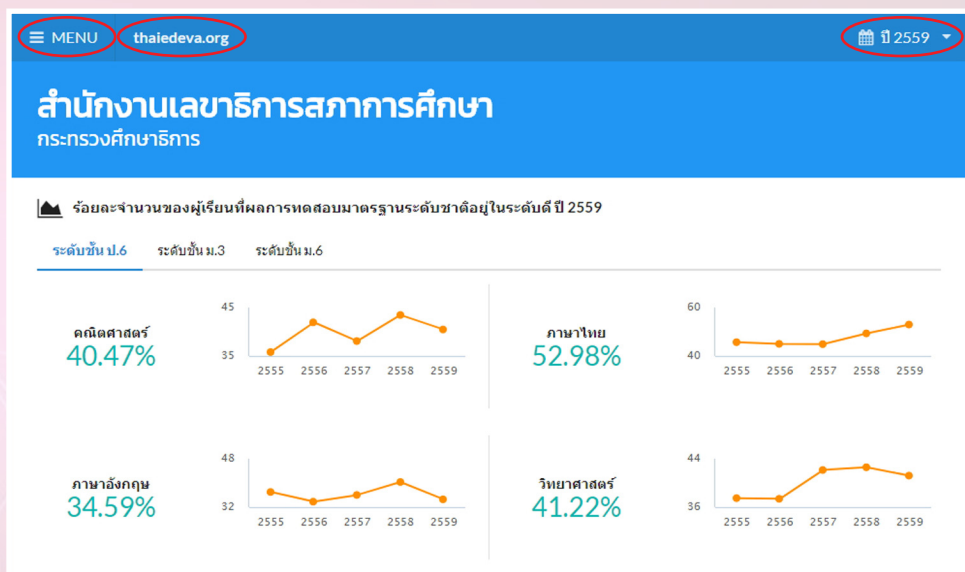 MENU thaiedeva.org ปี 2559
สำนักงานเลขาธิการสภาการศึกษา
กระทรวงศึกษาธิการ
ร้อยละจำนวนของผู้เรียนที่ผลการทดสอบมาตรฐานระดับชาติอยู่ในระดับดี ปี 2559
ระดับชั้น ป.6 ระดับชั้น ม.3 ระดับชั้น ม.6
คณิตศาสตร์
40.47%
45
35
2555 2556 2557 2558 2559
ภาษาไทย
52.98%
60
40
2555 2556 2557 2558 2559
ภาษาอังกฤษ
34.59%
48
32
2555 2556 2557 2558 2559
วิทยาศาสตร์
41.22%
44
36
2555 2556 2557 2558 2559